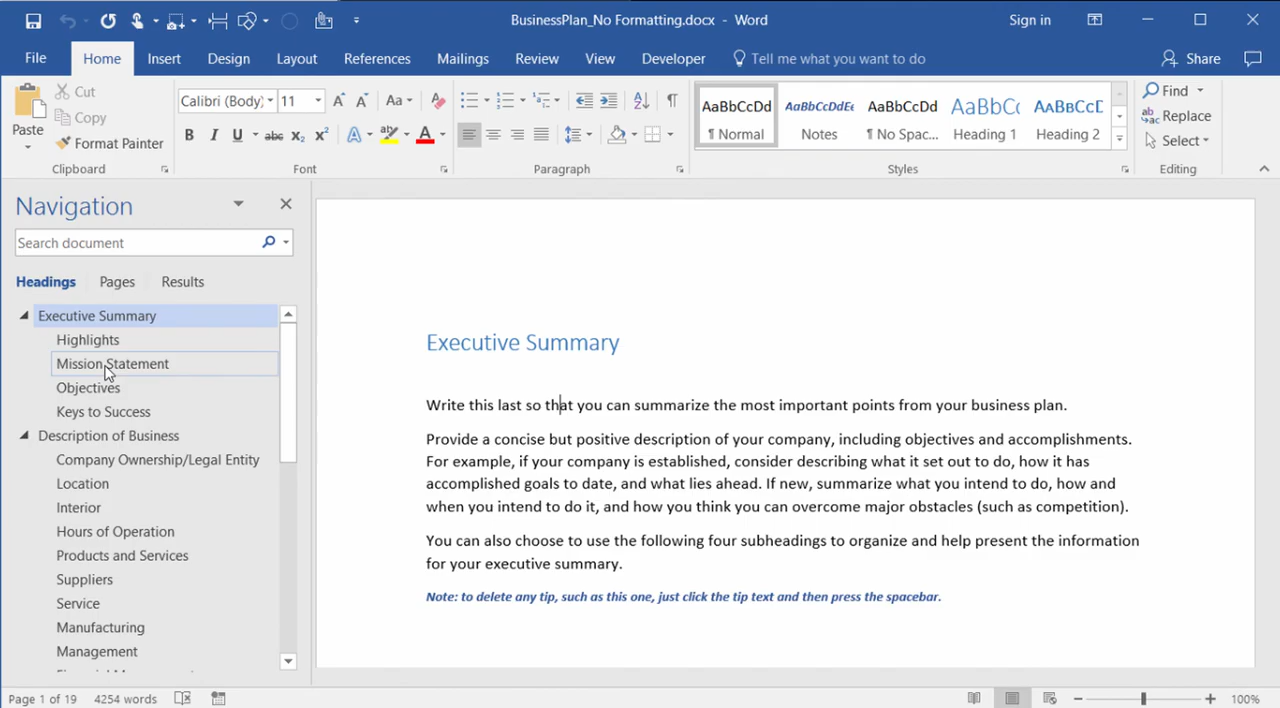 BusinessPlan_No Formatting.docx - Word
Sign in
File Home Insert Design Layout References Mailings Review View Developer Tell me what you want to do Share
Paste
Cut
Copy
Format Painter
Clipboard
Calibri (Body) 11
Font
Paragraph
AaBbCcDd ¶ Normal
AaBbCcDdE Notes
AaBbCcDd ¶ No Spac...
AaBbCc Heading 1
AaBbCcD Heading 2
Styles
Find
Replace
Select
Editing
Navigation
Search document
Headings Pages Results
Executive Summary
Highlights
Mission Statement
Objectives
Keys to Success
Description of Business
Company Ownership/Legal Entity
Location
Interior
Hours of Operation
Products and Services
Suppliers
Service
Manufacturing
Management
Executive Summary
Write this last so that you can summarize the most important points from your business plan.
Provide a concise but positive description of your company, including objectives and accomplishments.
For example, if your company is established, consider describing what it set out to do, how it has
accomplished goals to date, and what lies ahead. If new, summarize what you intend to do, how and
when you intend to do it, and how you think you can overcome major obstacles (such as competition).
You can also choose to use the following four subheadings to organize and help present the information
for your executive summary.
Note: to delete any tip, such as this one, just click the tip text and then press the spacebar.
Page 1 of 19 4254 words 100%